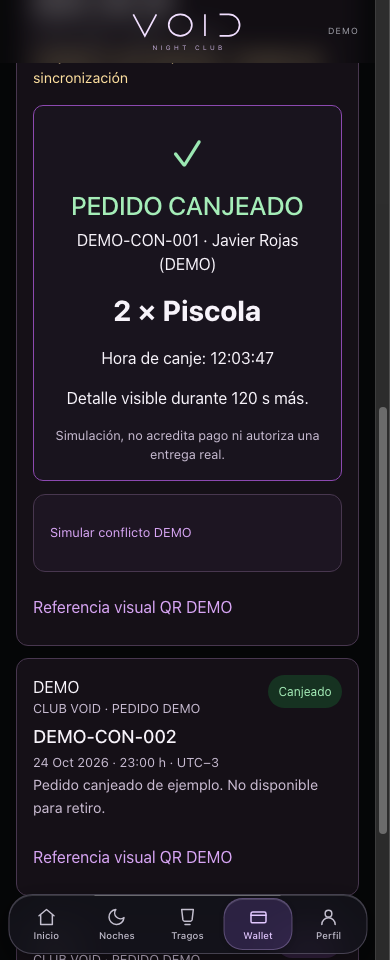 VOID
NIGHT CLUB
DEMO
sincronización
PEDIDO CANJEADO
DEMO-CON-001 · Javier Rojas
(DEMO)
2 × Piscola
Hora de canje: 12:03:47
Detalle visible durante 120 s más.
Simulación, no acredita pago ni autoriza una
entrega real.
Simular conflicto DEMO
Referencia visual QR DEMO
DEMO
Canjeado
CLUB VOID · PEDIDO DEMO
DEMO-CON-002
24 Oct 2026 · 23:00 h · UTC−3
Pedido canjeado de ejemplo. No disponible
para retiro.
Referencia visual QR DEMO
Inicio
Noches
Tragos
Wallet
Perfil
CLUB VOID · PEDIDO DEMO